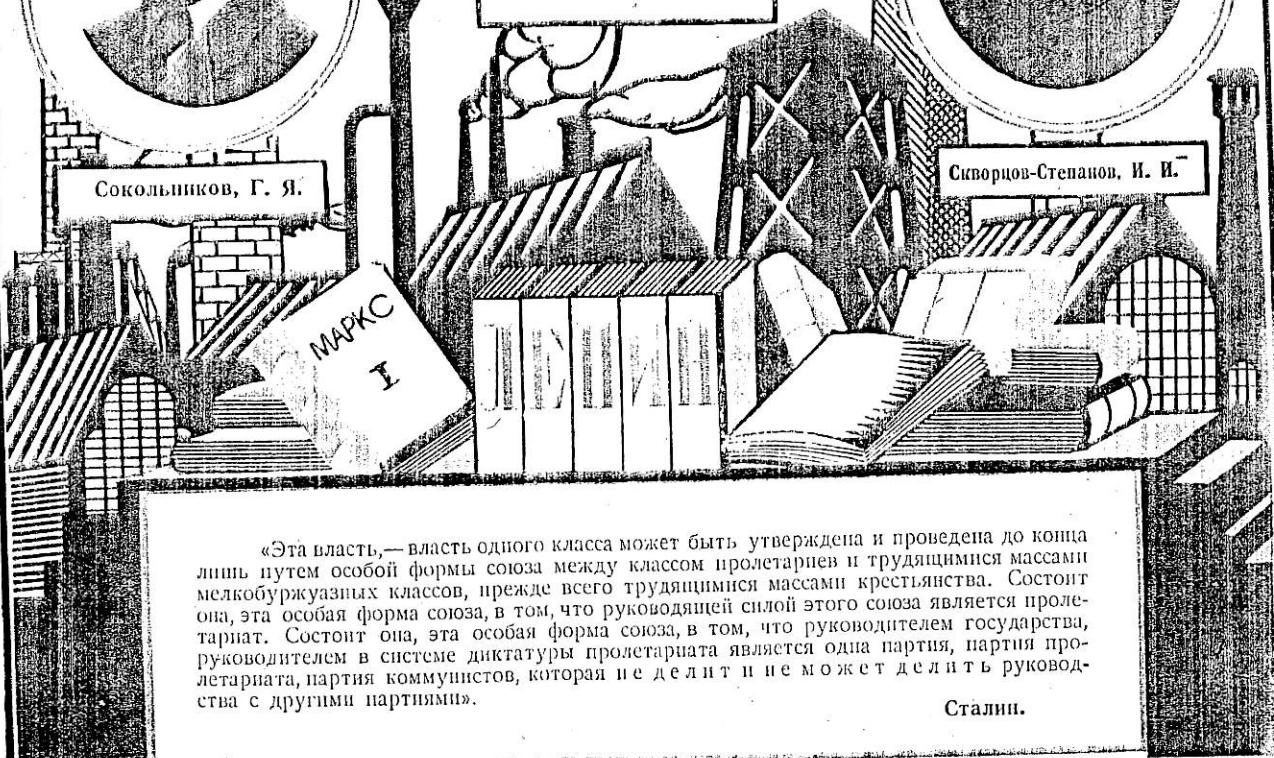 Сокольников, Г. Я.
Скворцов-Степанов, И. И.
МАРКС
I
ЛЕНИН
«Эта власть,— власть одного класса может быть утверждена и проведена до конца
лишь путем особой формы союза между классом пролетариев и трудящимися массами
мелкобуржуазных классов, прежде всего трудящимися массами крестьянства. Состоит
она, эта особая форма союза, в том, что руководящей силой этого союза является проле-
тариат. Состоит она, эта особая форма союза, в том, что руководителем государства,
руководителем в системе диктатуры пролетариата является одна партия, партия про-
летариата, партия коммунистов, которая не делит и не может делить руковод-
ства с другими партиями».
Сталин.